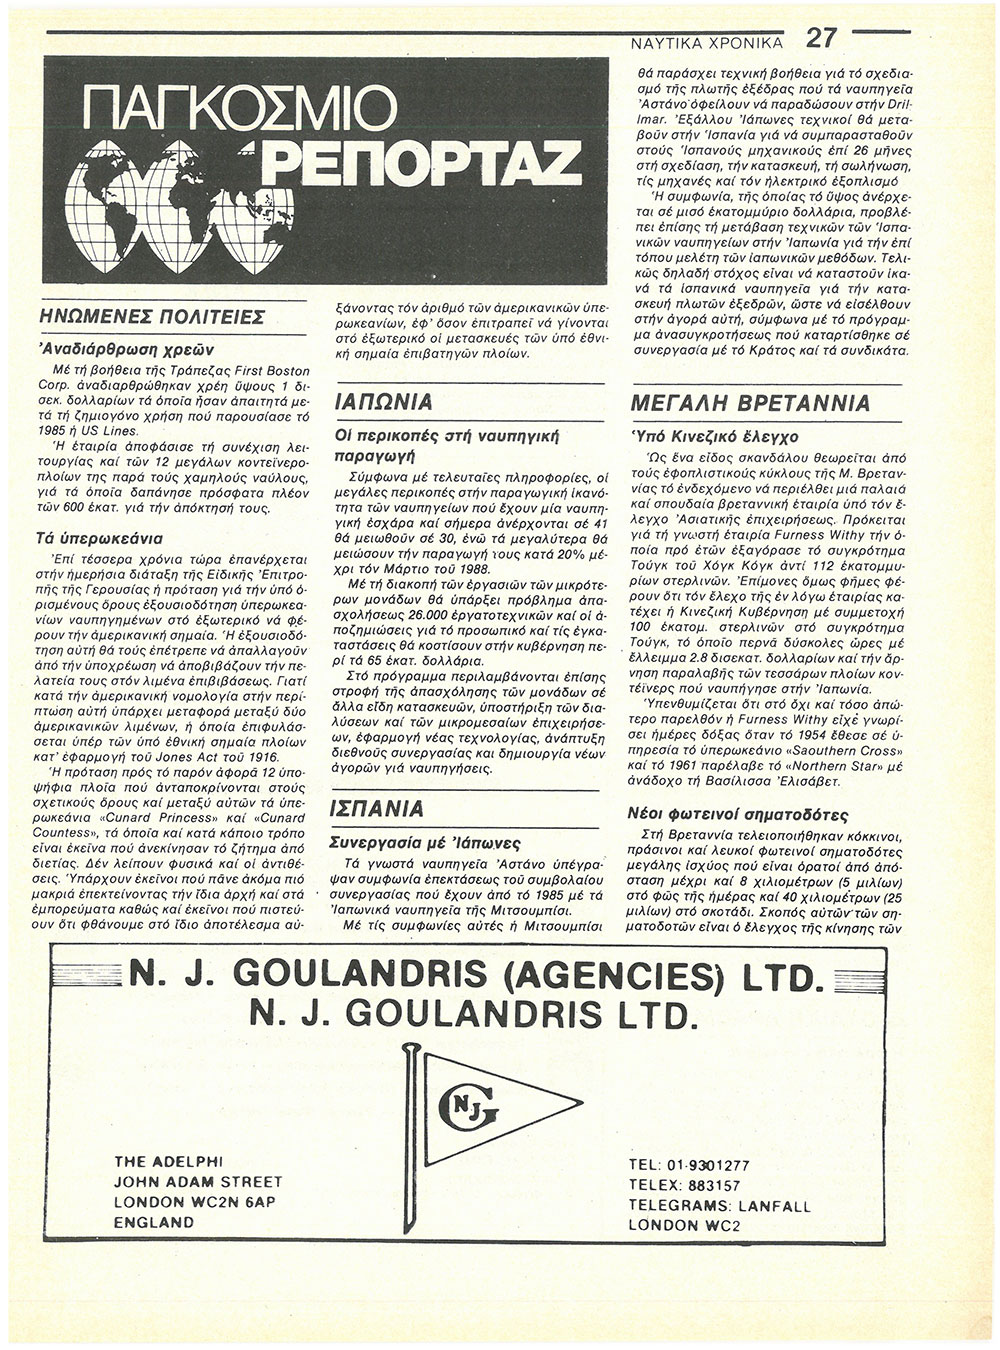 ΝΑΥΤΙΚΑ ΧΡΟΝΙΚΑ 27
ΠΑΓΚΟΣΜΙΟ
ΡΕΠΟΡΤΑΖ
ΗΝΩΜΕΝΕΣ ΠΟΛΙΤΕΙΕΣ
Ἀναδιάρθρωση χρεῶν
Μέ τή βοήθεια τῆς Τράπεζας First Boston
Corp. ἀναδιαρθρώθηκαν χρέη ὕψους 1 δι-
σεκ. δολλαρίων τά ὁποῖα ἦσαν ἀπαιτητά με-
τά τή ζημιογόνο χρήση πού παρουσίασε τό
1985 ἡ US Lines.
Ἡ ἑταιρία ἀποφάσισε τή συνέχιση λει-
τουργίας καί τῶν 12 μεγάλων κοντεϊνερο-
πλοίων της παρά τούς χαμηλούς ναύλους,
γιά τά ὁποῖα δαπάνησε πρόσφατα πλέον
τῶν 600 ἑκατ. γιά τήν ἀπόκτησή τους.
Τά ὑπερωκεάνια
Ἐπί τέσσερα χρόνια τώρα ἐπανέρχεται
στήν ἡμερήσια διάταξη τῆς Εἰδικῆς Ἐπιτρο-
πῆς τῆς Γερουσίας ἡ πρόταση γιά τήν ὑπό ὁ-
ρισμένους ὅρους ἐξουσιοδότηση ὑπερωκεα-
νίων ναυπηγημένων στό ἐξωτερικό νά φέ-
ρουν τήν ἀμερικανική σημαία. Ἡ ἐξουσιοδό-
τηση αὐτή θά τούς ἐπέτρεπε νά ἀπαλλαγοῦν
ἀπό τήν ὑποχρέωση νά ἀποβιβάζουν τήν πε-
λατεία τους στόν λιμένα ἐπιβιβάσεως. Γιατί
κατά τήν ἀμερικανική νομολογία στήν περί-
πτωση αὐτή ὑπάρχει μεταφορά μεταξύ δύο
ἀμερικανικῶν λιμένων, ἡ ὁποία ἐπιφυλάσ-
σεται ὑπέρ τῶν ὑπό ἐθνική σημαία πλοίων
κατ' ἐφαρμογή τοῦ Jones Act τοῦ 1916.
Ἡ πρόταση πρός τό παρόν ἀφορᾶ 12 ὑπο-
ψήφια πλοῖα πού ἀνταποκρίνονται στούς
σχετικούς ὅρους καί μεταξύ αὐτῶν τά ὑπε-
ρωκεάνια «Cunard Princess» καί «Cunard
Countess», τά ὁποῖα καί κατά κάποιο τρόπο
εἶναι ἐκεῖνα πού ἀνεκίνησαν τό ζήτημα ἀπό
διετίας. Δέν λείπουν φυσικά καί οἱ ἀντιθέ-
σεις. Ὑπάρχουν ἐκεῖνοι πού πᾶνε ἀκόμα πιό
μακριά ἐπεκτείνοντας τήν ἴδια ἀρχή καί στά
ἐμπορεύματα καθώς καί ἐκεῖνοι πού πιστεύ-
ουν ὅτι φθάνουμε στό ἴδιο ἀποτέλεσμα αὐ-
ξάνοντας τόν ἀριθμό τῶν ἀμερικανικῶν ὑπε-
ρωκεανίων, ἐφ' ὅσον ἐπιτραπεῖ νά γίνονται
στό ἐξωτερικό οἱ μετασκευές τῶν ὑπό ἐθνι-
κή σημαία ἐπιβατηγῶν πλοίων.
ΙΑΠΩΝΙΑ
Οἱ περικοπές στή ναυπηγική
παραγωγή
Σύμφωνα μέ τελευταῖες πληροφορίες, οἱ
μεγάλες περικοπές στήν παραγωγική ἱκανό-
τητα τῶν ναυπηγείων πού ἔχουν μία ναυπη-
γική ἐσχάρα καί σήμερα ἀνέρχονται σέ 41
θά μειωθοῦν σέ 30, ἐνῶ τά μεγαλύτερα θά
μειώσουν τήν παραγωγή τους κατά 20% μέ-
χρι τόν Μάρτιο τοῦ 1988.
Μέ τή διακοπή τῶν ἐργασιῶν τῶν μικρότε-
ρων μονάδων θά ὑπάρξει πρόβλημα ἀπα-
σχολήσεως 26.000 ἐργατοτεχνικῶν καί οἱ ἀ-
ποζημιώσεις γιά τό προσωπικό καί τίς ἐγκα-
ταστάσεις θά κοστίσουν στήν κυβέρνηση πε-
ρί τά 65 ἑκατ. δολλάρια.
Στό πρόγραμμα περιλαμβάνονται ἐπίσης
στροφή τῆς ἀπασχόλησης τῶν μονάδων σέ
ἄλλα εἴδη κατασκευῶν, ὑποστήριξη τῶν δια-
λύσεων καί τῶν μικρομεσαίων ἐπιχειρήσε-
ων, ἐφαρμογή νέας τεχνολογίας, ἀνάπτυξη
διεθνοῦς συνεργασίας καί δημιουργία νέων
ἀγορῶν γιά ναυπηγήσεις.
ΙΣΠΑΝΙΑ
Συνεργασία μέ Ἰάπωνες
Τά γνωστά ναυπηγεῖα Ἀστάνο ὑπέγρα-
ψαν συμφωνία ἐπεκτάσεως τοῦ συμβολαίου
συνεργασίας πού ἔχουν ἀπό τό 1985 μέ τά
Ἰαπωνικά ναυπηγεῖα τῆς Μιτσουμπίσι.
Μέ τίς συμφωνίες αὐτές ἡ Μιτσουμπίσι
θά παράσχει τεχνική βοήθεια γιά τό σχεδια-
σμό τῆς πλωτῆς ἐξέδρας πού τά ναυπηγεῖα
Ἀστάνο ὀφείλουν νά παραδώσουν στήν Dril-
lmar. Ἐξάλλου Ἰάπωνες τεχνικοί θά μετα-
βοῦν στήν Ἱσπανία γιά νά συμπαρασταθοῦν
στούς Ἱσπανούς μηχανικούς ἐπί 26 μῆνες
στή σχεδίαση, τήν κατασκευή, τή σωλήνωση,
τίς μηχανές καί τόν ἠλεκτρικό ἐξοπλισμό
Ἡ συμφωνία, τῆς ὁποίας τό ὕψος ἀνέρχε-
ται σέ μισό ἑκατομμύριο δολλάρια, προβλέ-
πει ἐπίσης τή μετάβαση τεχνικῶν τῶν Ἱσπα-
νικῶν ναυπηγείων στήν Ἰαπωνία γιά τήν ἐπί
τόπου μελέτη τῶν ἰαπωνικῶν μεθόδων. Τελι-
κῶς δηλαδή στόχος εἶναι νά καταστοῦν ἱκα-
νά τά ἱσπανικά ναυπηγεῖα γιά τήν κατα-
σκευή πλωτῶν ἐξεδρῶν, ὥστε νά εἰσέλθουν
στήν ἀγορά αὐτή, σύμφωνα μέ τό πρόγραμ-
μα ἀνασυγκροτήσεως πού καταρτίσθηκε σέ
συνεργασία μέ τό Κράτος καί τά συνδικάτα.
ΜΕΓΑΛΗ ΒΡΕΤΑΝΝΙΑ
Ὑπό Κινεζικό ἔλεγχο
Ὡς ἕνα εἶδος σκανδάλου θεωρεῖται ἀπό
τούς ἐφοπλιστικούς κύκλους τῆς Μ. Βρεταν-
νίας τό ἐνδεχόμενο νά περιέλθει μιά παλαιά
καί σπουδαία βρεταννική ἑταιρία ὑπό τόν ἔ-
λεγχο Ἀσιατικῆς ἐπιχειρήσεως. Πρόκειται
γιά τή γνωστή ἑταιρία Furness Withy τήν ὁ-
ποία πρό ἐτῶν ἐξαγόρασε τό συγκρότημα
Τούγκ τοῦ Χόγκ Κόγκ ἀντί 112 ἑκατομμυ-
ρίων στερλινῶν. Ἐπίμονες ὅμως φῆμες φέ-
ρουν ὅτι τόν ἔλεχο τῆς ἐν λόγω ἑταιρίας κα-
τέχει ἡ Κινεζική Κυβέρνηση μέ συμμετοχή
100 ἑκατομ. στερλινῶν στό συγκρότημα
Τούγκ, τό ὁποῖο περνᾶ δύσκολες ὧρες μέ
ἔλλειμμα 2.8 δισεκατ. δολλαρίων καί τήν ἄρ-
νηση παραλαβῆς τῶν τεσσάρων πλοίων κον-
τέϊνερς πού ναυπήγησε στήν Ἰαπωνία.
Ὑπενθυμίζεται ὅτι στό ὄχι καί τόσο ἀπώ-
τερο παρελθόν ἡ Furness Withy εἶχε γνωρί-
σει ἡμέρες δόξας ὅταν τό 1954 ἔθεσε σέ ὑ-
πηρεσία τό ὑπερωκεάνιο «Saouthern Cross»
καί τό 1961 παρέλαβε τό «Northern Star» μέ
ἀνάδοχο τή Βασίλισσα Ἐλισάβετ.
Νέοι φωτεινοί σηματοδότες
Στή Βρεταννία τελειοποιήθηκαν κόκκινοι,
πράσινοι καί λευκοί φωτεινοί σηματοδότες
μεγάλης ἰσχύος πού εἶναι ὁρατοί ἀπό ἀπό-
σταση μέχρι καί 8 χιλιομέτρων (5 μιλίων)
στό φῶς τῆς ἡμέρας καί 40 χιλιομέτρων (25
μιλίων) στό σκοτάδι. Σκοπός αὐτῶν τῶν ση-
ματοδοτῶν εἶναι ὁ ἔλεγχος τῆς κίνησης τῶν
N. J. GOULANDRIS (AGENCIES) LTD.
N. J. GOULANDRIS LTD.
NJG
THE ADELPHI
JOHN ADAM STREET
LONDON WC2N 6AP
ENGLAND
TEL: 01-9301277
TELEX: 883157
TELEGRAMS: LANFALL
LONDON WC2